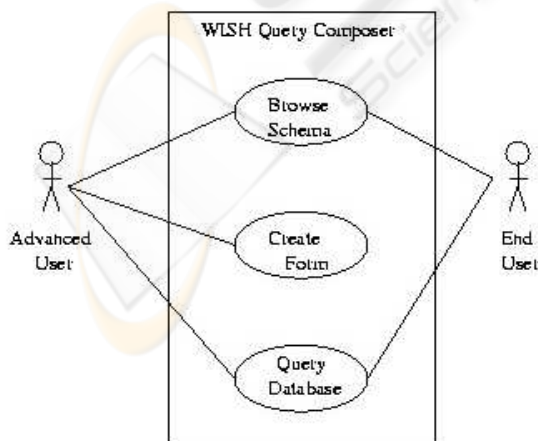 WISH Query Composer
Browse
Schema
Advanced
User
Create
Form
End
User
Query
Database